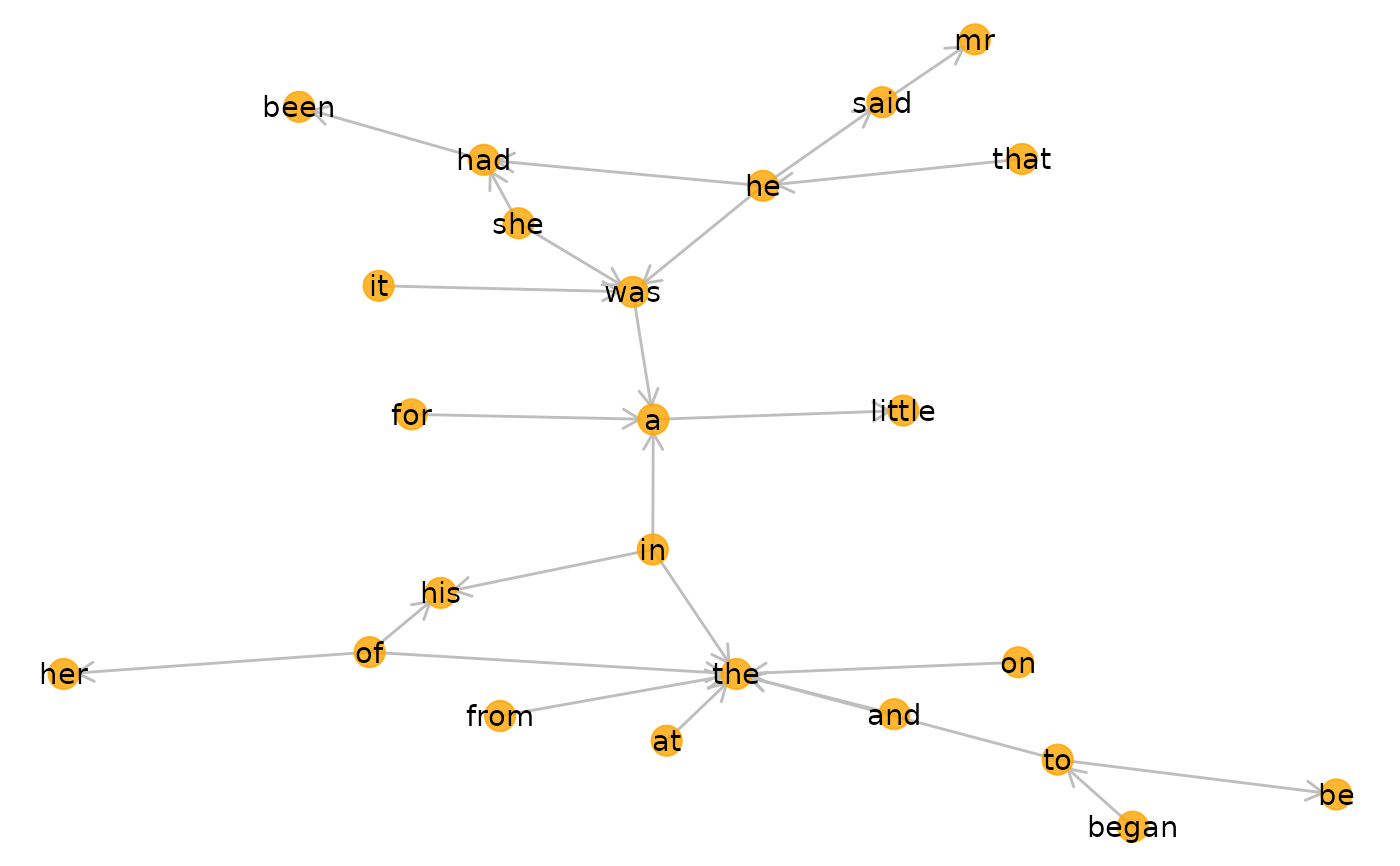 mr
been
said
had
that
he
she
it
was
for
a
little
in
his
of
her
the
on
from
at
and
to
be
began